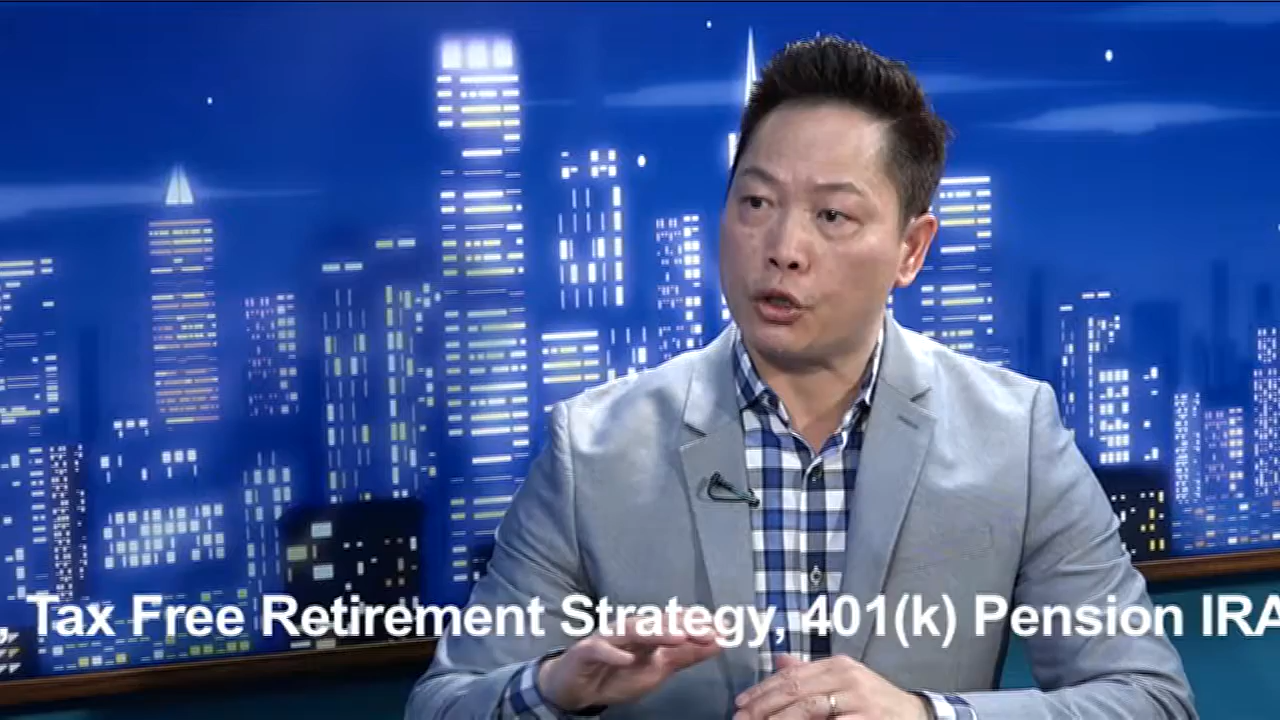 , Tax Free Retirement Strategy, 401(k) Pension IRA